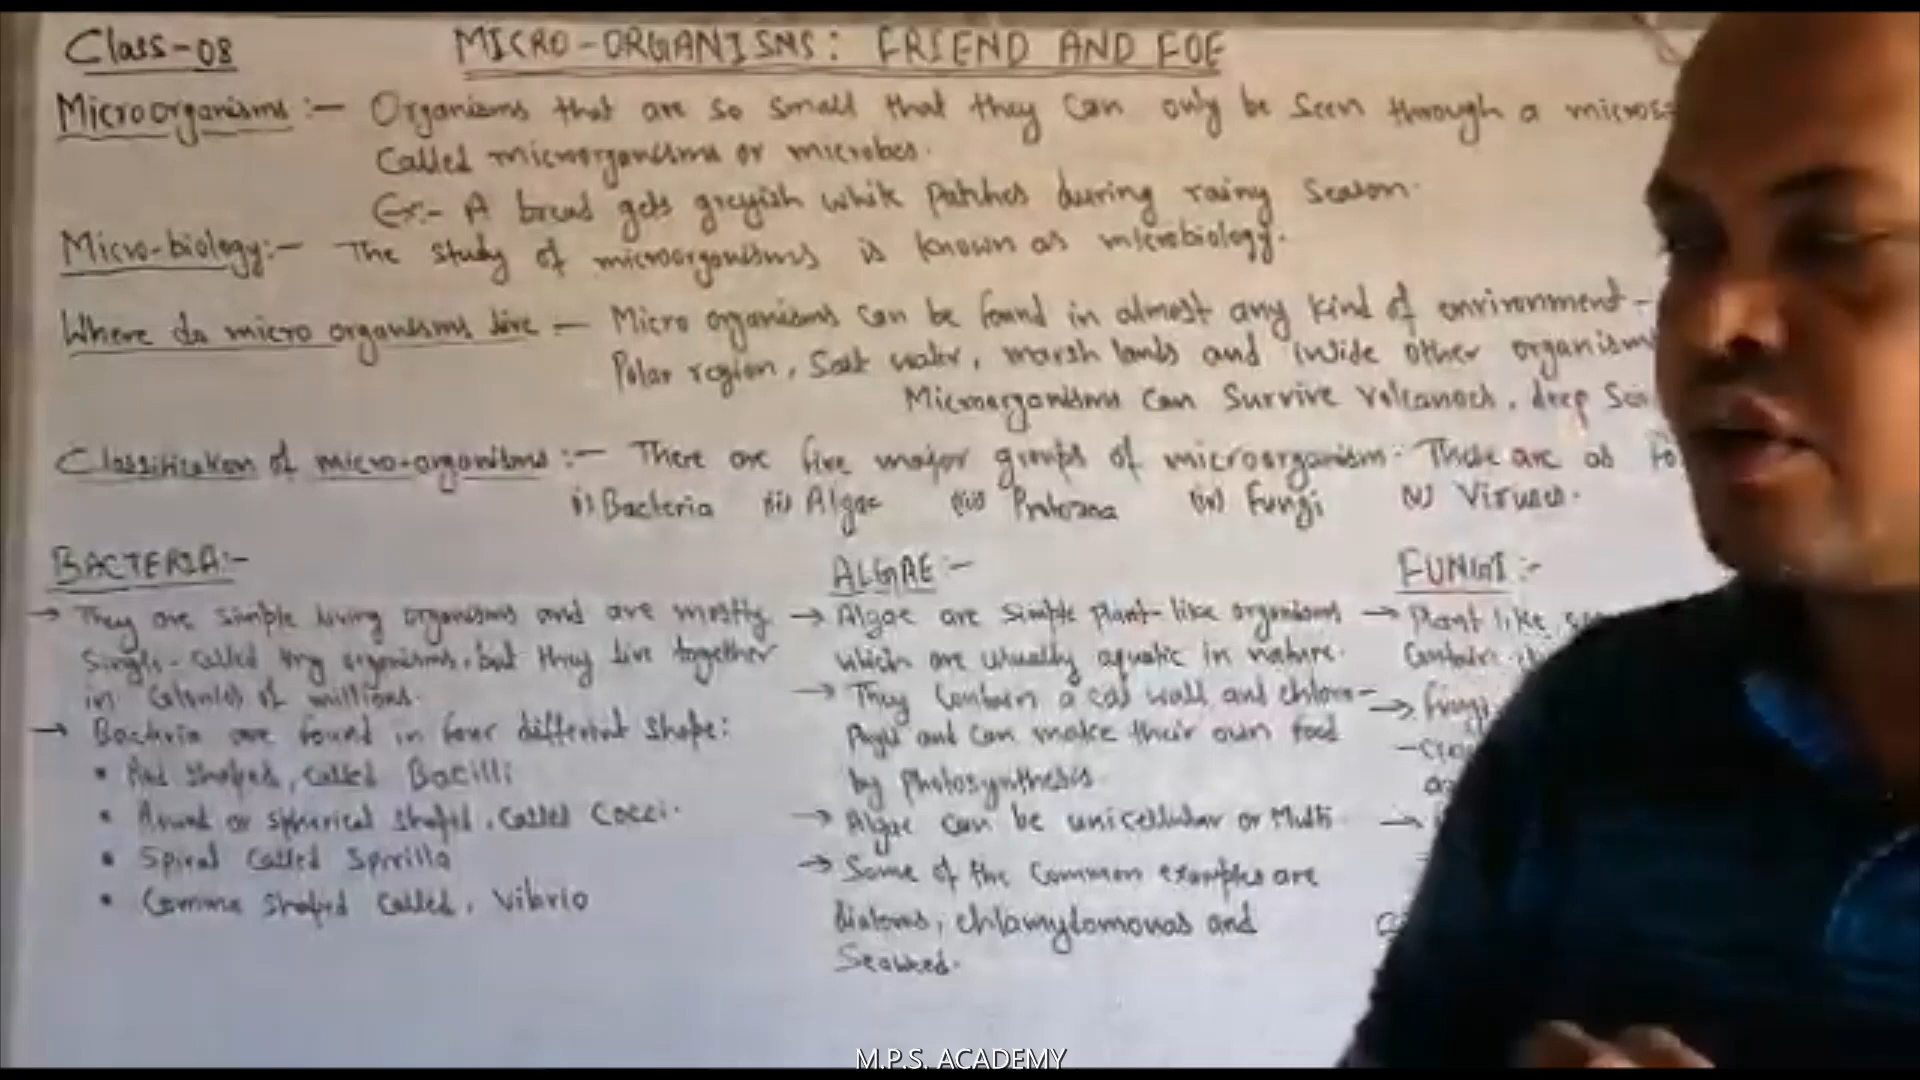 Class-08
MICRO-ORGANISMS: FRIEND AND FOE
Microorganisms :- Organisms that are so small that they can only be seen through a micros
Called microorganisms or microbes.
Ex:- A bread gets greyish white patches during rainy season.
Micro-biology:- The study of microorganisms is known as microbiology.
Where do micro organisms live - Micro organisms can be found in almost any kind of environment-
Polar region, Salt water, marsh lands and inside other organisms
Microorganisms can survive volcanoes, deep
Classification of micro-organisms :- There are five major groups of microorganism. These are as
(i) Bacteria (ii) Algae (iii) Protozoa (iv) Fungi (v) Viruses.
BACTERIA:-
→ They are simple living organisms and are mostly
Single-celled tiny organisms, but they live together
in colonies of millions.
→ Bacteria are found in four different shape:
• Rod shaped, called Bacilli
• Round or spherical shaped, called Cocci.
• Spiral called Spirilla
• Comma shaped called, Vibrio
ALGAE:-
→ Algae are simple plant-like organisms
which are usually aquatic in nature.
→ They contain a cell wall and chloro-
phyll and can make their own food
by photosynthesis.
→ Algae can be unicellular or Multi
→ Some of the common examples are
diatoms, chlamydomonas and
Seaweed.
FUNGI:-
→ Plant like
Contain
→ Fungi
M.P.S. ACADEMY